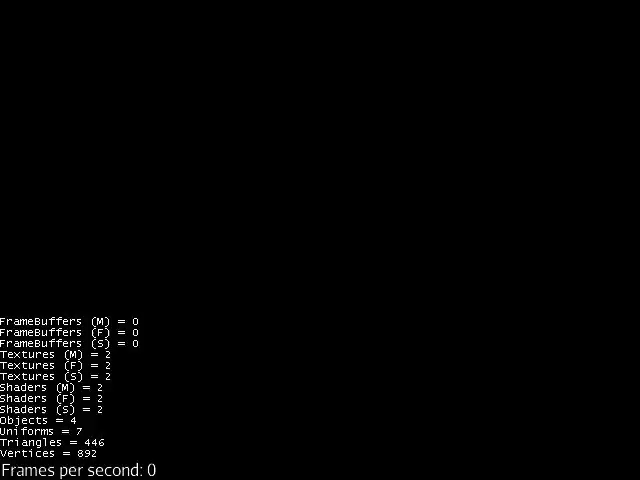 FrameBuffers (M) = 0
FrameBuffers (F) = 0
FrameBuffers (S) = 0
Textures (M) = 2
Textures (F) = 2
Textures (S) = 2
Shaders (M) = 2
Shaders (F) = 2
Shaders (S) = 2
Objects = 4
Uniforms = 7
Triangles = 446
Vertices = 892
Frames per second: 0